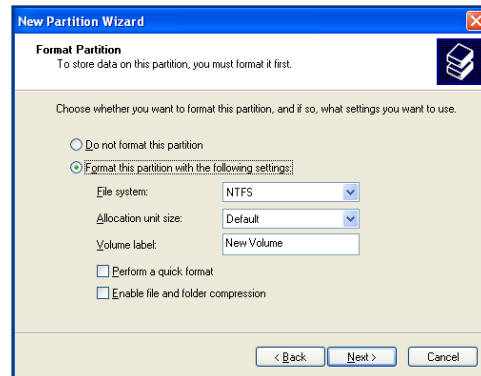 New Partition Wizard
Format Partition
To store data on this partition, you must format it first.
Choose whether you want to format this partition, and if so, what settings you want to use.
Do not format this partition
Format this partition with the following settings:
File system: NTFS
Allocation unit size: Default
Volume label: New Volume
Perform a quick format
Enable file and folder compression
< Back Next > Cancel